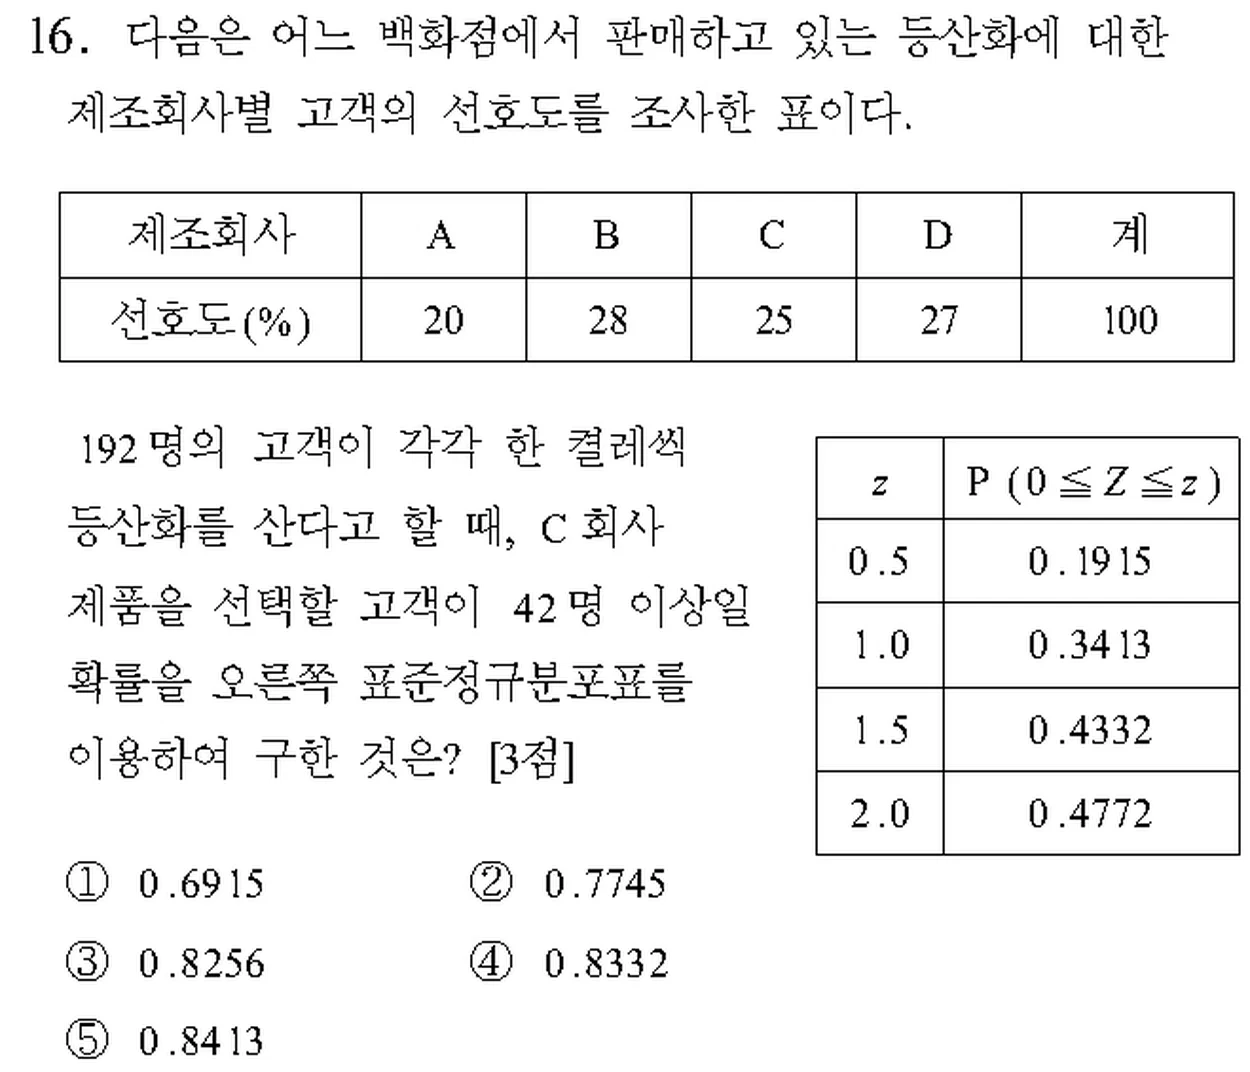 16. 다음은 어느 백화점에서 판매하고 있는 등산화에 대한
제조회사별 고객의 선호도를 조사한 표이다.
제조회사 A B C D 계
선호도(%) 20 28 25 27 100
192명의 고객이 각각 한 켤레씩
등산화를 산다고 할 때, C 회사
제품을 선택할 고객이 42명 이상일
확률을 오른쪽 표준정규분포표를
이용하여 구한 것은? [3점]
z P (0 ≦ Z ≦ z)
0.5 0.1915
1.0 0.3413
1.5 0.4332
2.0 0.4772
① 0.6915 ② 0.7745
③ 0.8256 ④ 0.8332
⑤ 0.8413